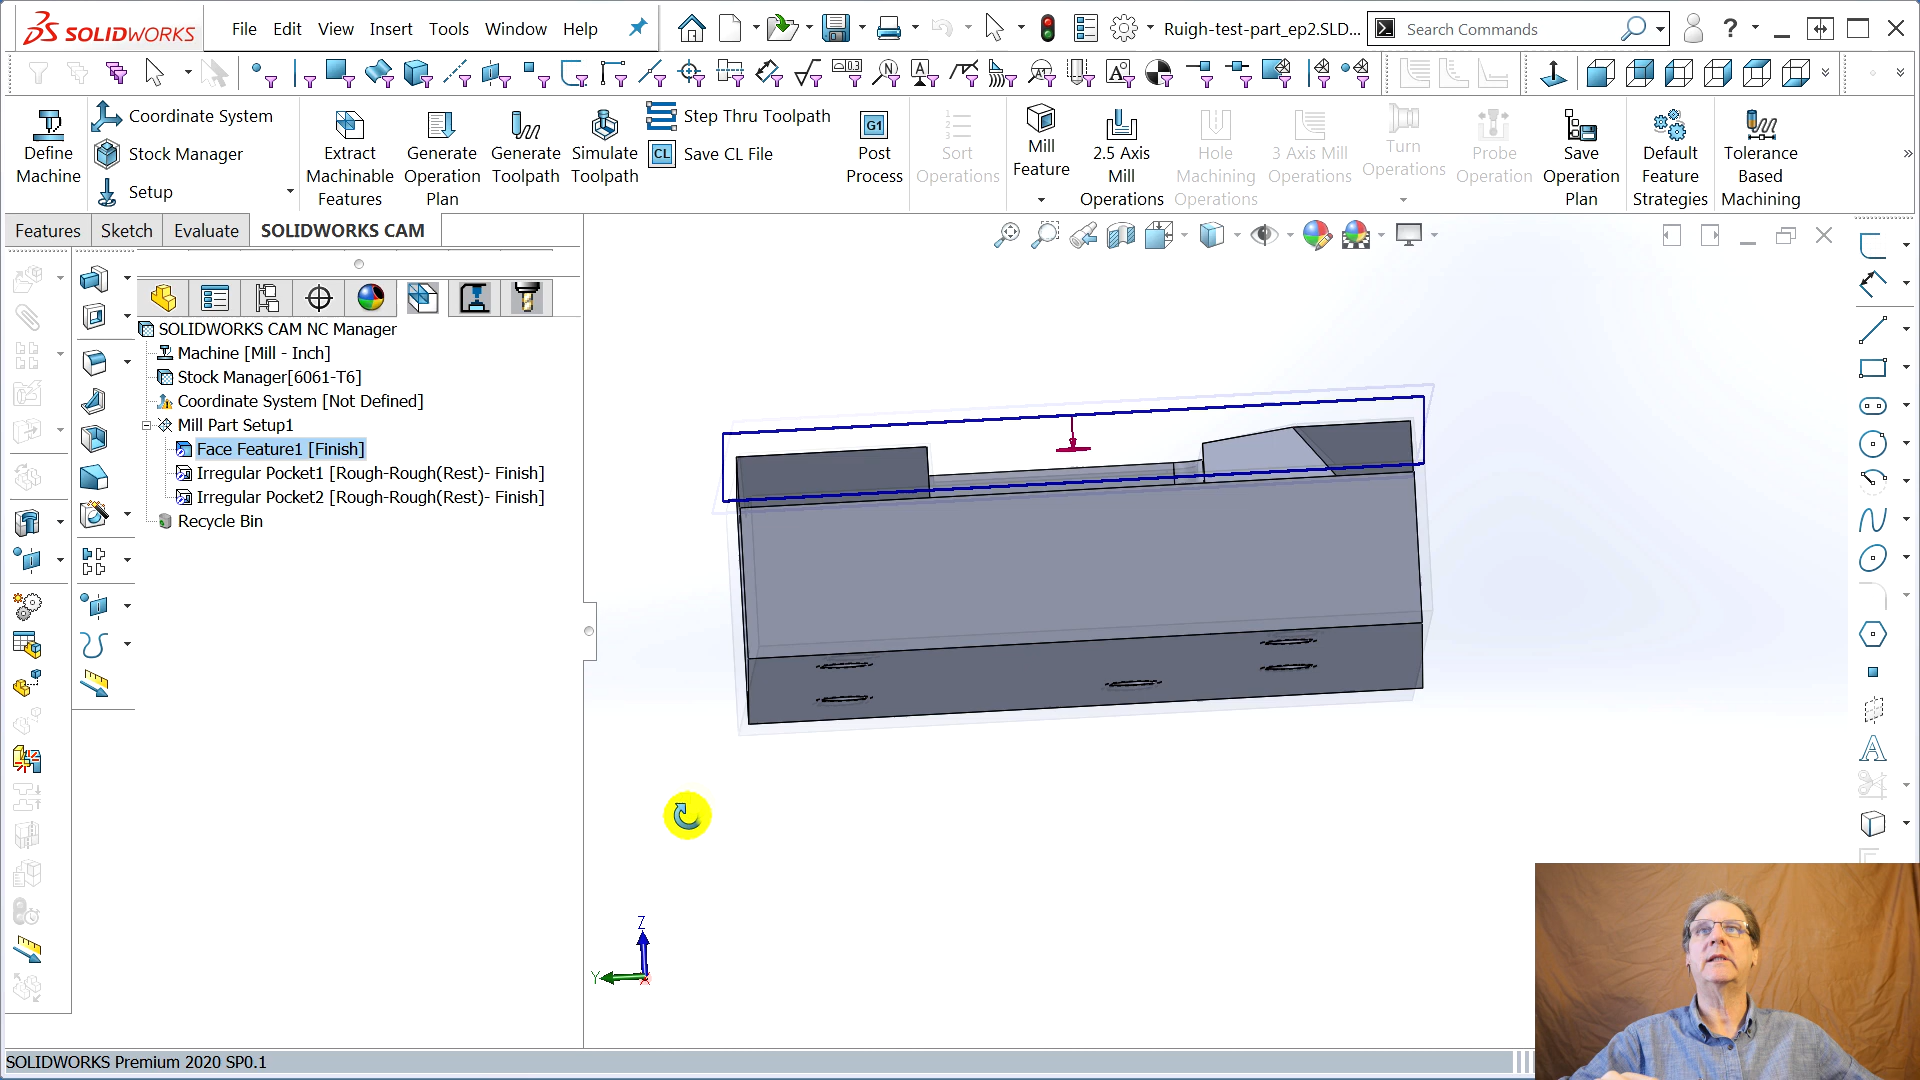 SOLIDWORKS
File Edit View Insert Tools Window Help
Ruigh-test-part_ep2.SLD...
Search Commands
?
Define Machine
Coordinate System
Stock Manager
Setup
Extract Machinable Features
Generate Operation Plan
Generate Toolpath
Simulate Toolpath
Step Thru Toolpath
CL Save CL File
G1 Post Process
Sort Operations
Mill Feature
2.5 Axis Mill Operations
Hole Machining Operations
3 Axis Mill Operations
Turn Operations
Probe Operation
Save Operation Plan
Default Feature Strategies
Tolerance Based Machining
Features Sketch Evaluate SOLIDWORKS CAM
SOLIDWORKS CAM NC Manager
Machine [Mill - Inch]
Stock Manager[6061-T6]
Coordinate System [Not Defined]
Mill Part Setup1
Face Feature1 [Finish]
Irregular Pocket1 [Rough-Rough(Rest)- Finish]
Irregular Pocket2 [Rough-Rough(Rest)- Finish]
Recycle Bin
Z
Y
SOLIDWORKS Premium 2020 SP0.1